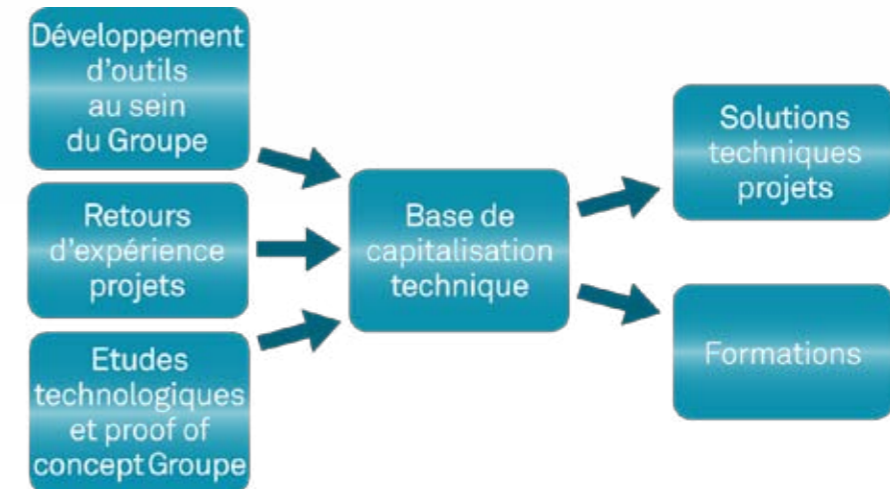 Développement
d'outils
au sein
du Groupe
Retours
d'expérience
projets
Etudes
technologiques
et proof of
concept Groupe
Base de
capitalisation
technique
Solutions
techniques
projets
Formations